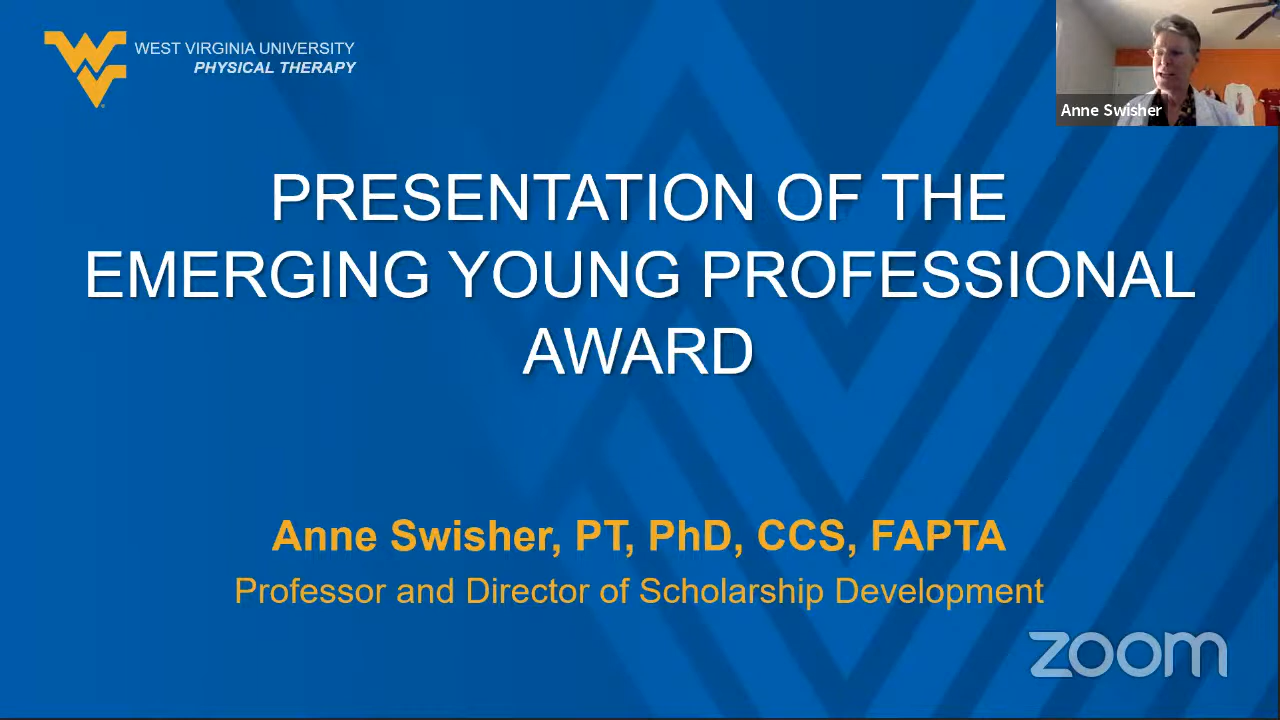 WEST VIRGINIA UNIVERSITY
PHYSICAL THERAPY
Anne Swisher
PRESENTATION OF THE
EMERGING YOUNG PROFESSIONAL
AWARD
Anne Swisher, PT, PhD, CCS, FAPTA
Professor and Director of Scholarship Development
zoom